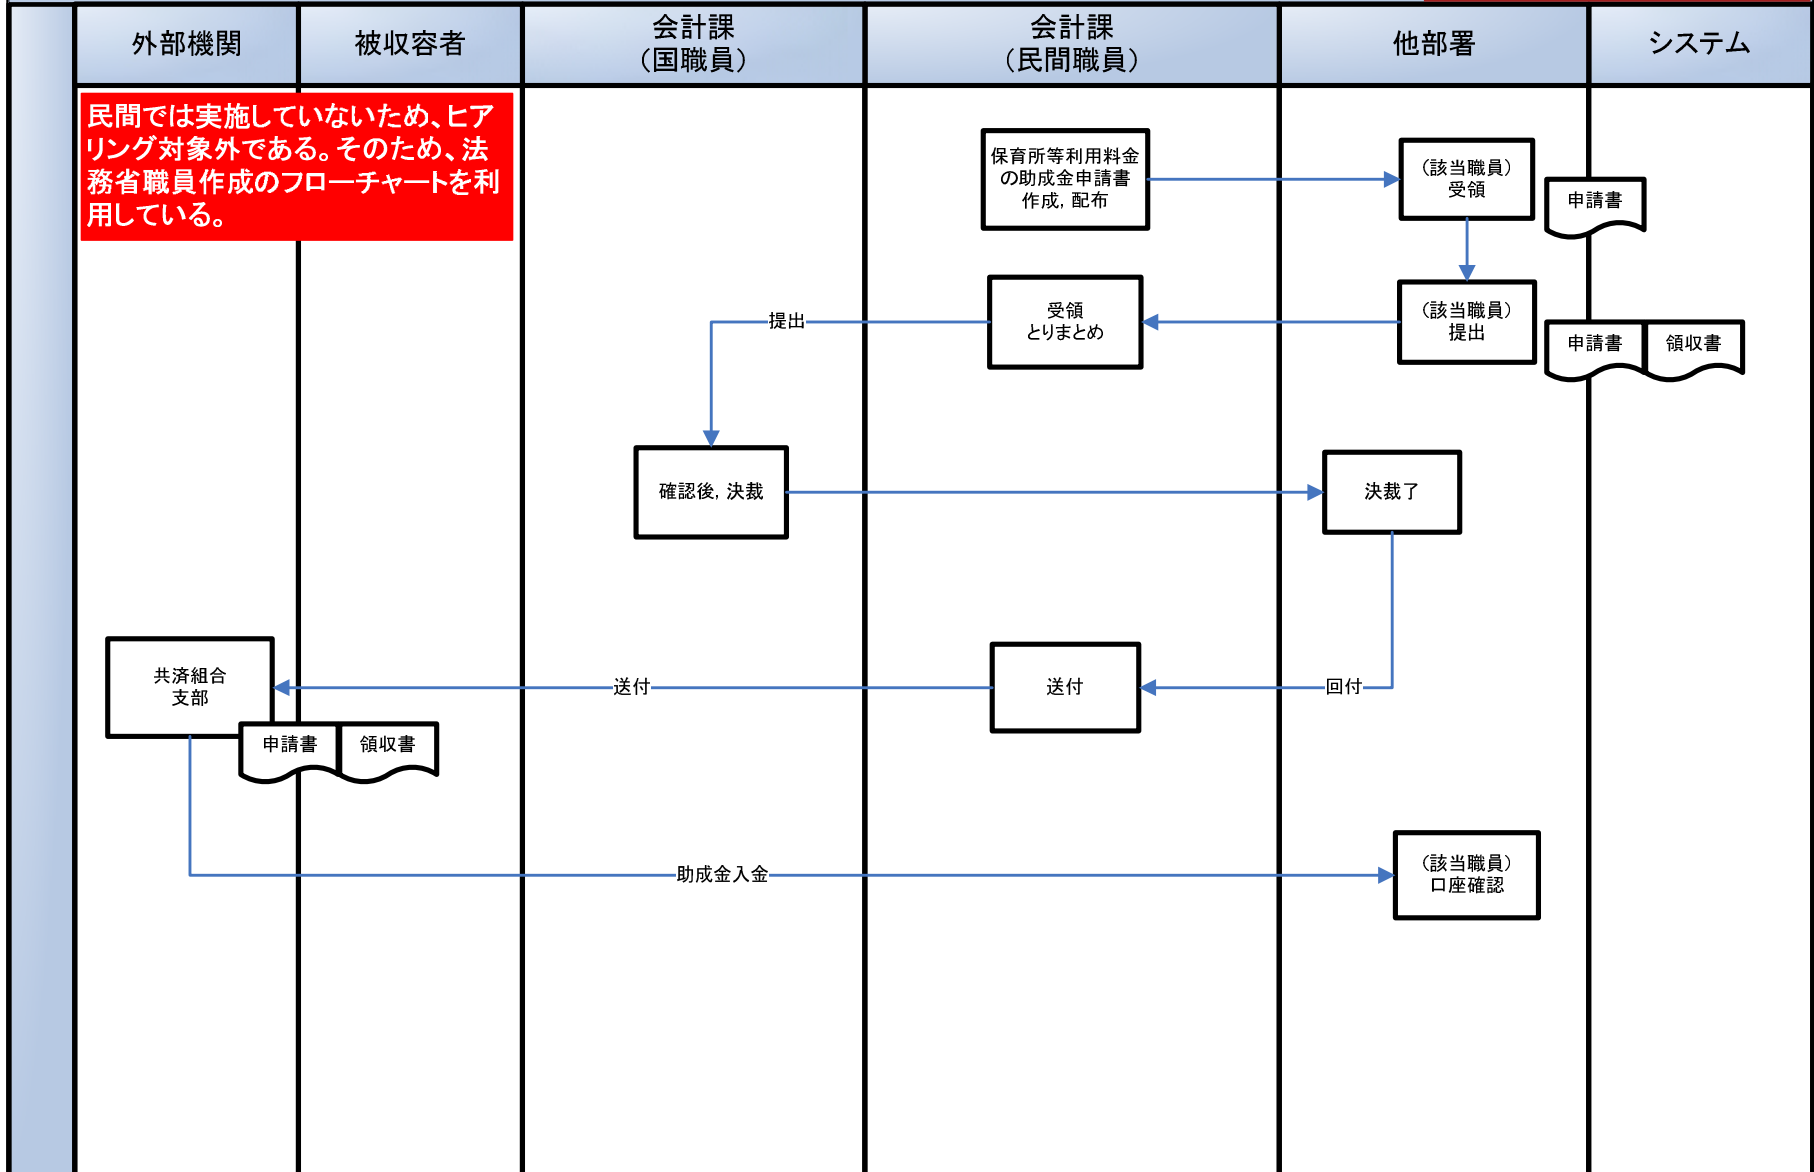 外部機関
被収容者
会計課
（国職員）
会計課
（民間職員）
他部署
システム
民間では実施していないため、ヒア
リング対象外である。そのため、法
務省職員作成のフローチャートを利
用している。
保育所等利用料金
の助成金申請書
作成，配布
（該当職員）
受領
申請書
受領
とりまとめ
提出
（該当職員）
提出
申請書
領収書
確認後，決裁
決裁了
共済組合
支部
送付
送付
回付
申請書
領収書
助成金入金
（該当職員）
口座確認